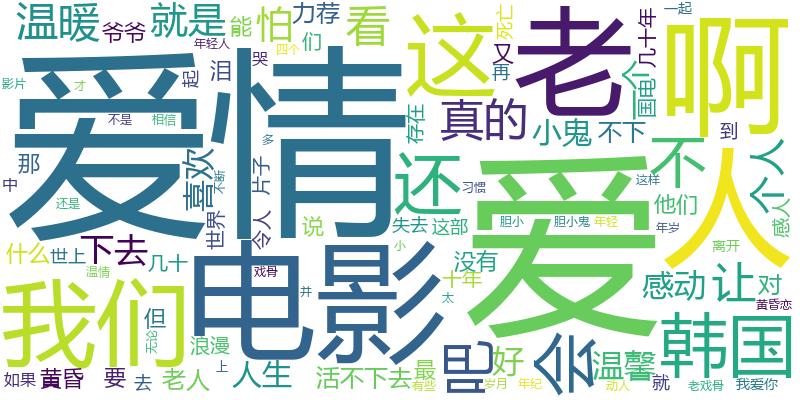 温暖
爷爷
就是
能
怕
们
力荐
看
这
死亡
又
再
老
几十年
一起
啊
年轻人
哭
四个
影片
才
起
泪
不是
相信
爱情
存在
真的
小鬼
不下
个
国电
到
那
中
喜欢
不断
多
片子
令人
世界
还是
还
习惯
爱
胆小
胆小鬼
年轻
不
这样
他们
年岁
人
个人
感人
什么
世上
下去
几十
温情
说
失去
这部
小
没有
离开
感动
让
对
黄昏恋
我们
但
无论
浪漫
上
电影
戏骨
并
十年
太
最
吧
好
会
温馨
韩国
如果
黄昏
要
去
老人
人生
活不下去
有些
岁月
年纪
动人
就
老戏骨
我爱你